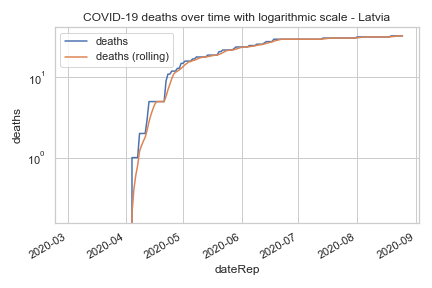 COVID-19 deaths over time with logarithmic scale - Latvia
deaths
deaths (rolling)
10¹
10⁰
deaths
2020-03
2020-04
2020-05
2020-06
2020-07
2020-08
2020-09
dateRep